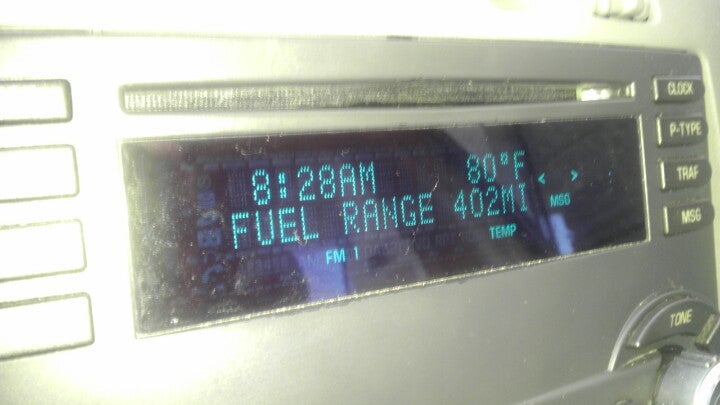 CLOCK
8:28AM 80°F < >
P-TYPE
FUEL RANGE 402MI MSG
TRAF
FM 1 TEMP
MSG
TONE